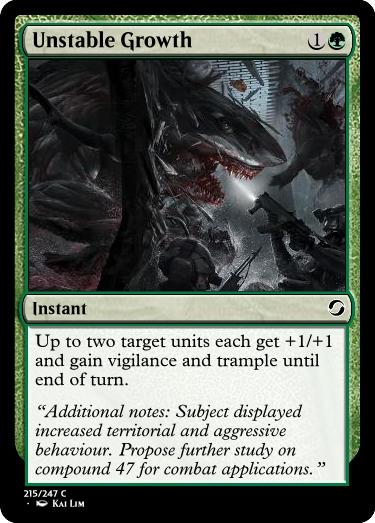 Unstable Growth 1
Instant
Up to two target units each get +1/+1
and gain vigilance and trample until
end of turn.
“Additional notes: Subject displayed
increased territorial and aggressive
behaviour. Propose further study on
compound 47 for combat applications.”
215/247 C
· Kai Lim